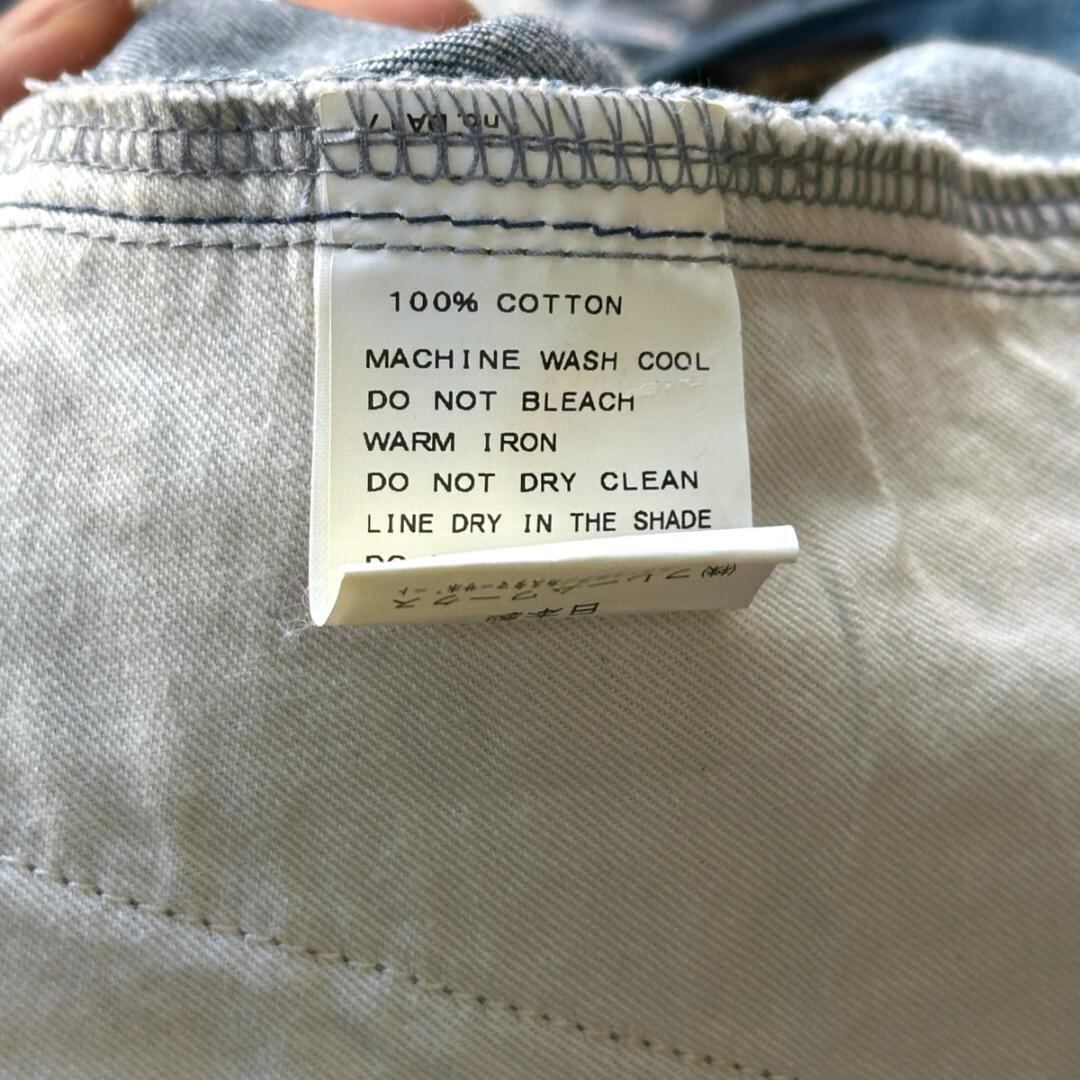 100% COTTON
MACHINE WASH COOL
DO NOT BLEACH
WARM IRON
DO NOT DRY CLEAN
LINE DRY IN THE SHADE
DO
日本製